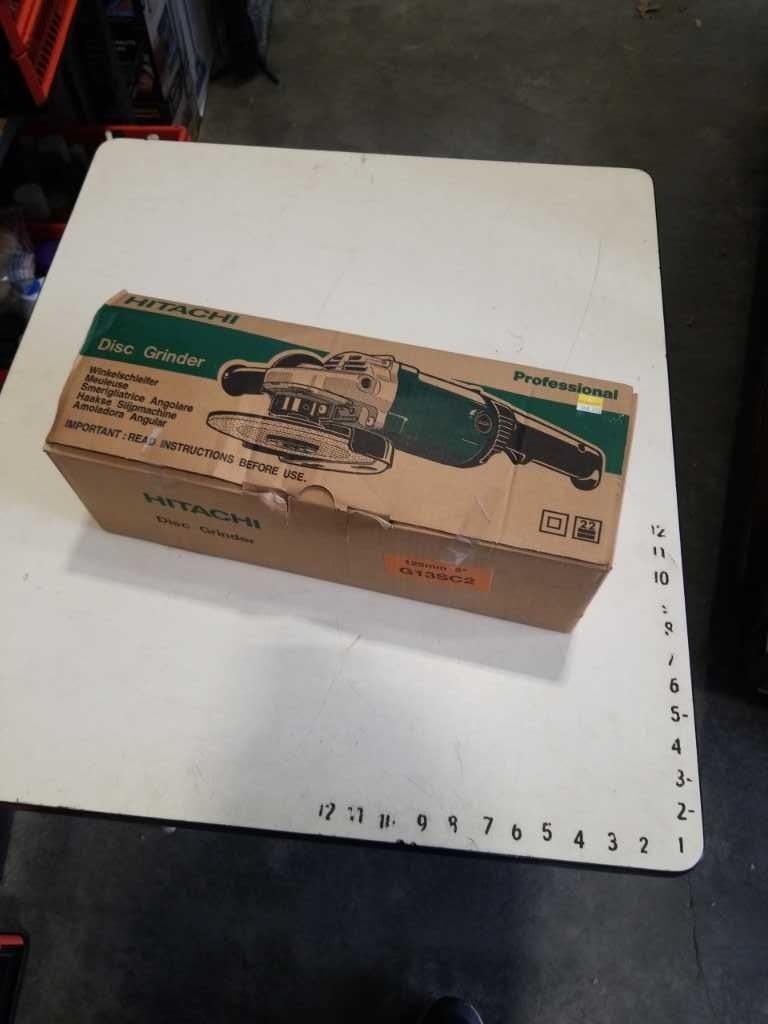 HITACHI
Disc Grinder
Professional
Winkelschleifer
Meuleuse
Smerigliatrice Angolare
Haakse Slijpmachine
Amoladora Angular
IMPORTANT : READ INSTRUCTIONS BEFORE USE.
22
HITACHI
Disc Grinder
125mm 5"
G13SC2
12
11
10
8
7
6
5-
4
3-
2-
12 11 9 8 7 6 5 4 3 2 1